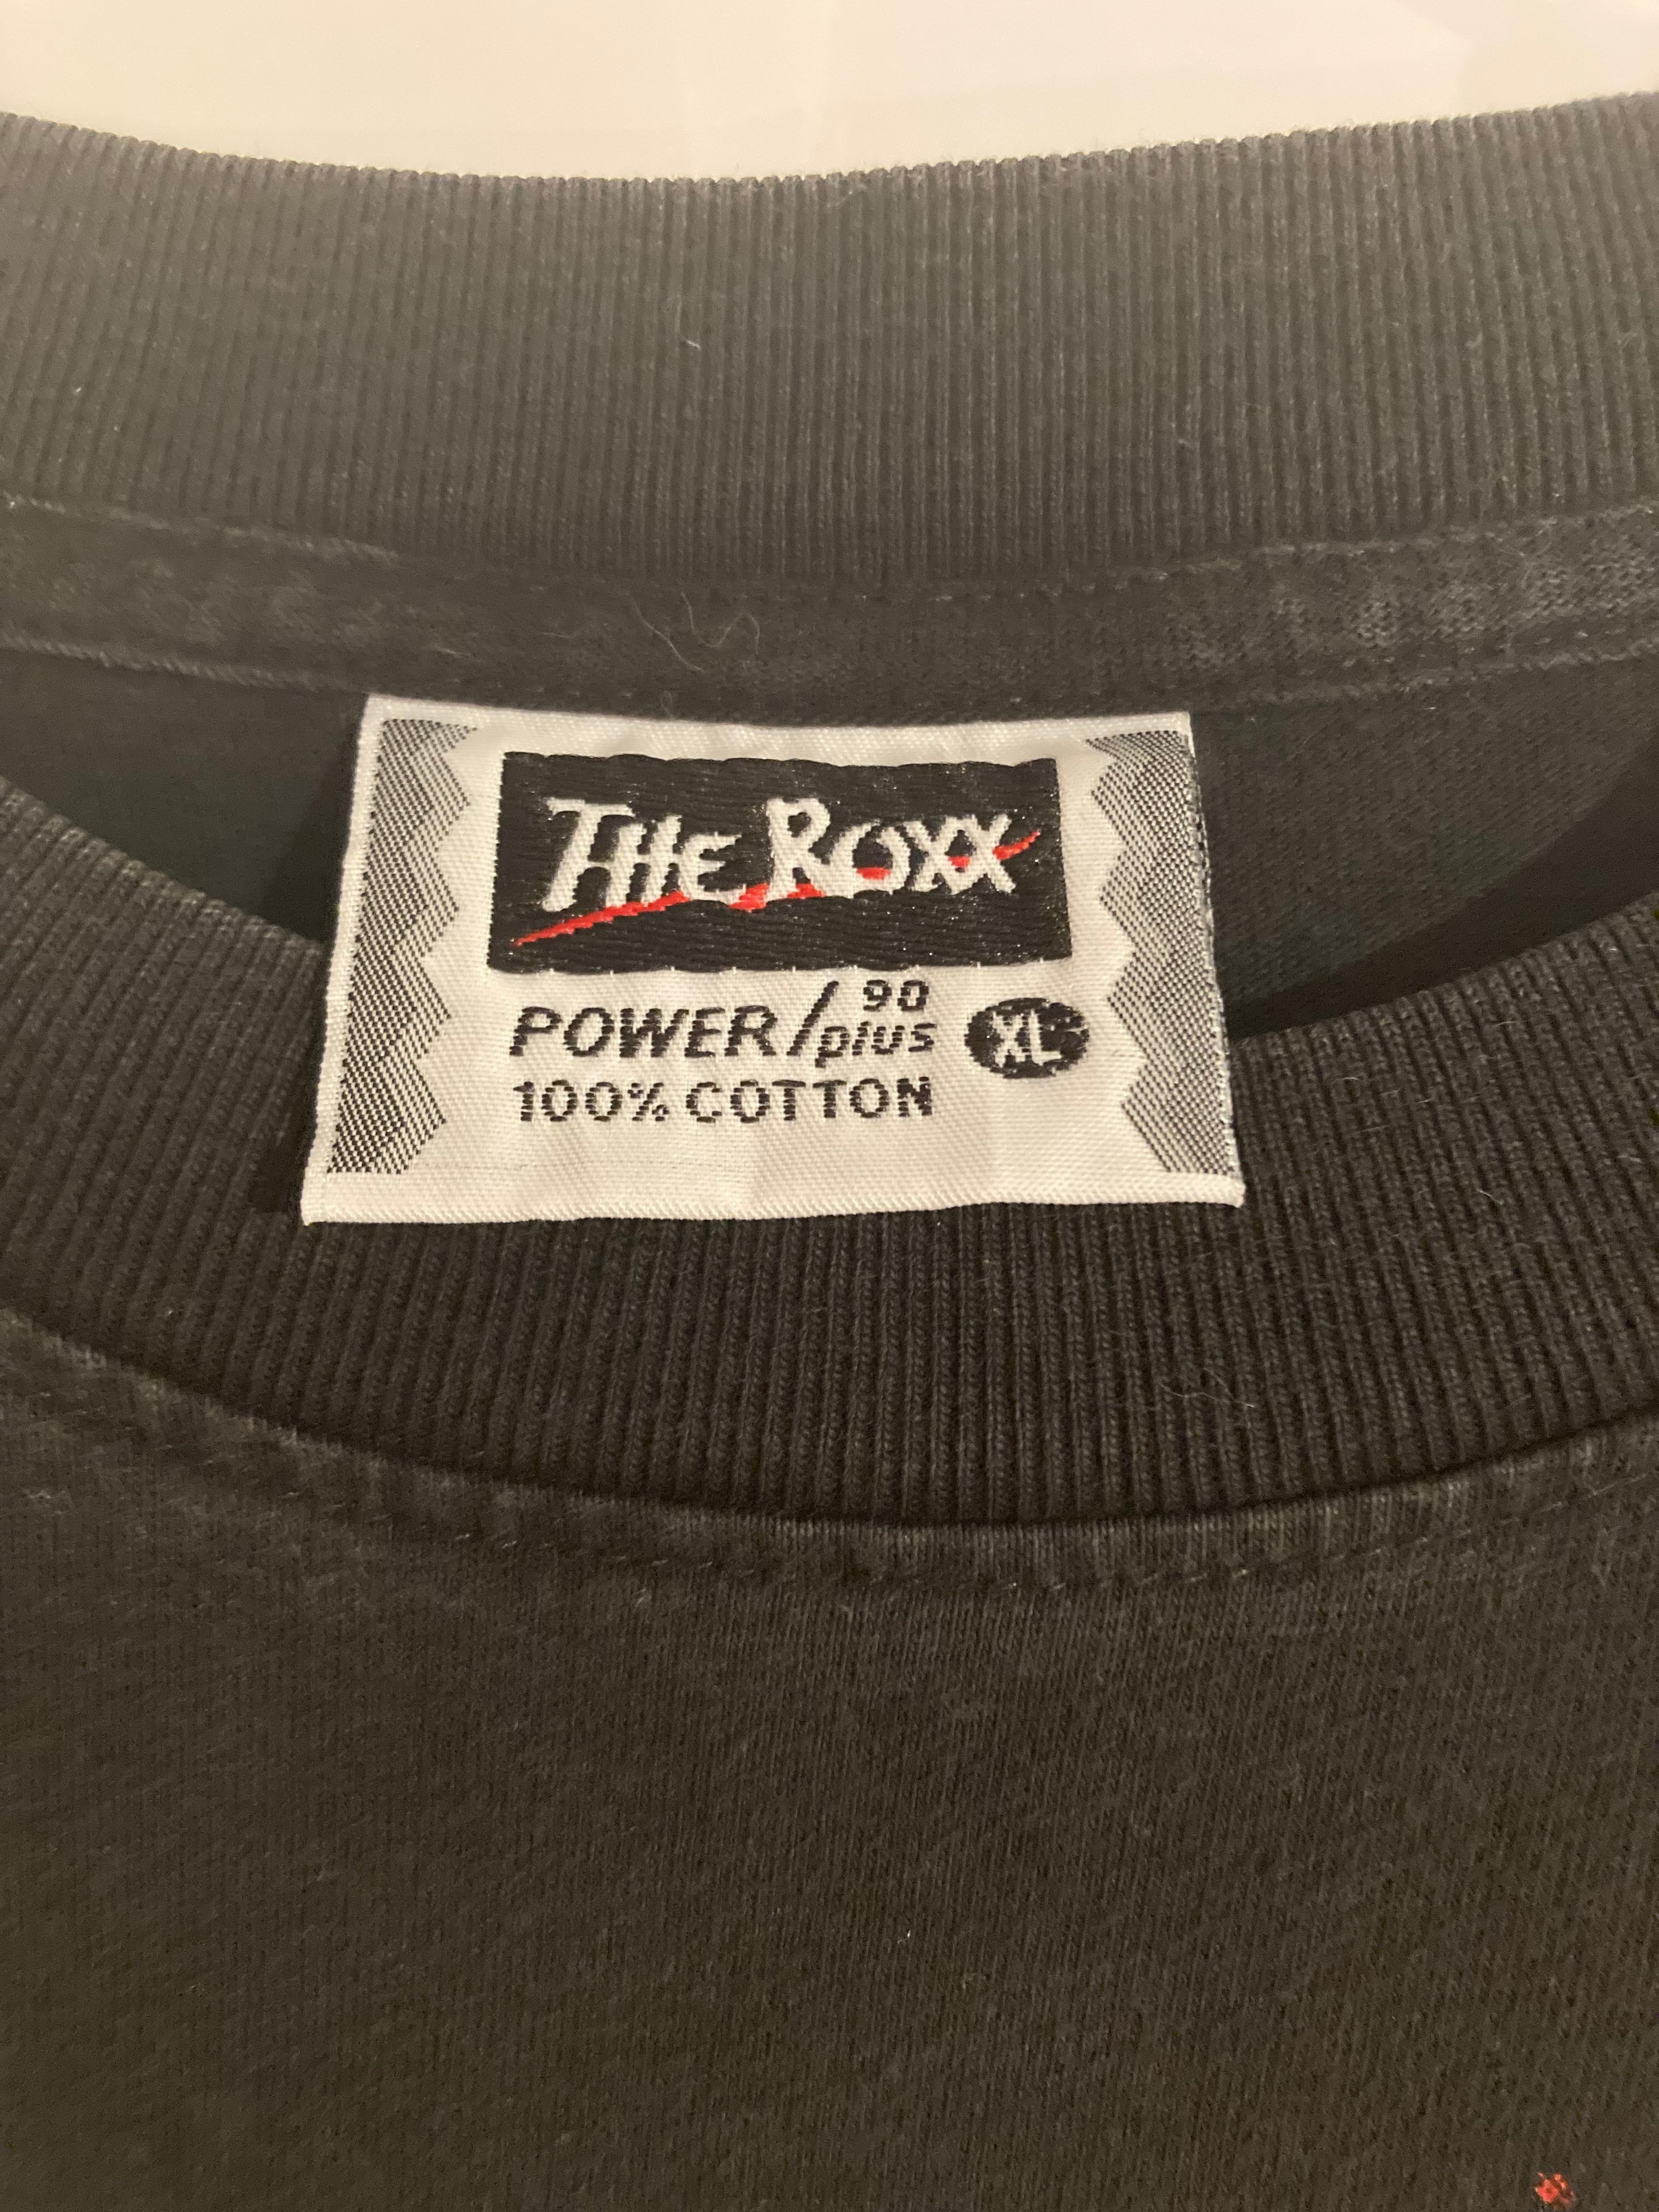 THE ROXX
POWER/90 plus XL
100% COTTON